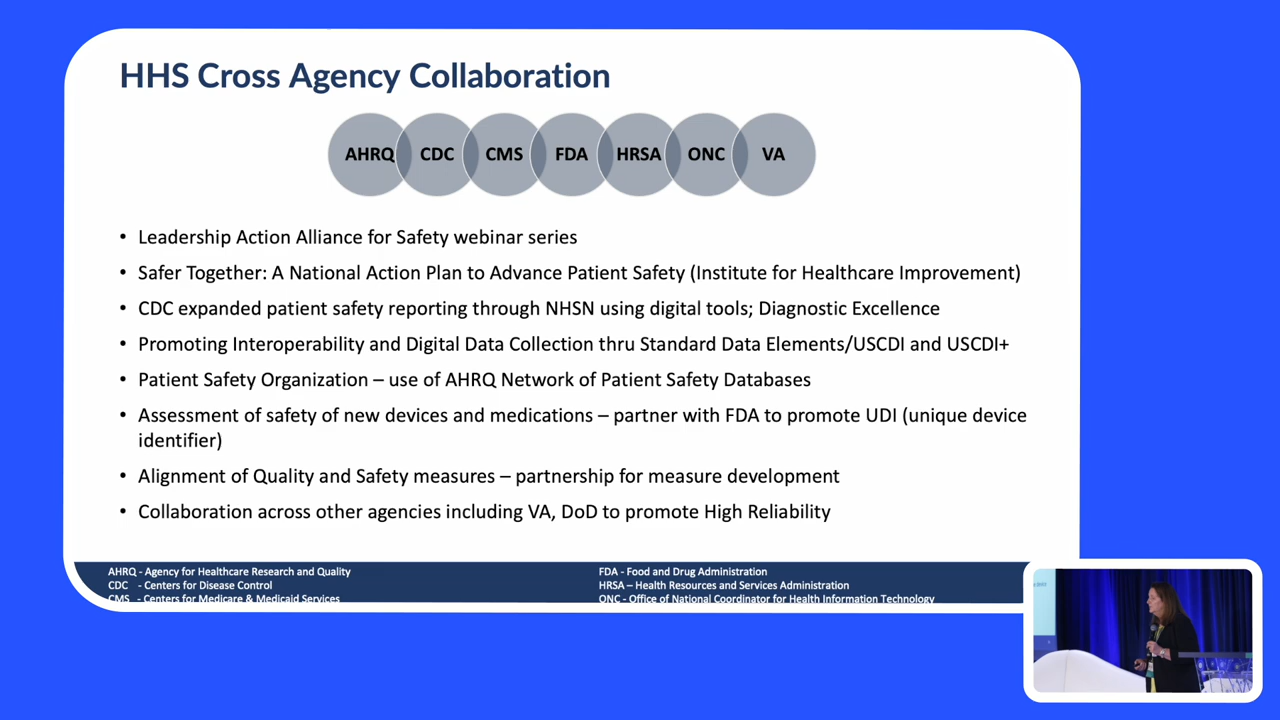 HHS Cross Agency Collaboration
AHRQ CDC CMS FDA HRSA ONC VA
• Leadership Action Alliance for Safety webinar series
• Safer Together: A National Action Plan to Advance Patient Safety (Institute for Healthcare Improvement)
• CDC expanded patient safety reporting through NHSN using digital tools; Diagnostic Excellence
• Promoting Interoperability and Digital Data Collection thru Standard Data Elements/USCDI and USCDI+
• Patient Safety Organization – use of AHRQ Network of Patient Safety Databases
• Assessment of safety of new devices and medications – partner with FDA to promote UDI (unique device
identifier)
• Alignment of Quality and Safety measures – partnership for measure development
• Collaboration across other agencies including VA, DoD to promote High Reliability
AHRQ - Agency for Healthcare Research and Quality
CDC - Centers for Disease Control
CMS - Centers for Medicare & Medicaid Services
FDA - Food and Drug Administration
HRSA – Health Resources and Services Administration
ONC - Office of National Coordinator for Health Information Technology